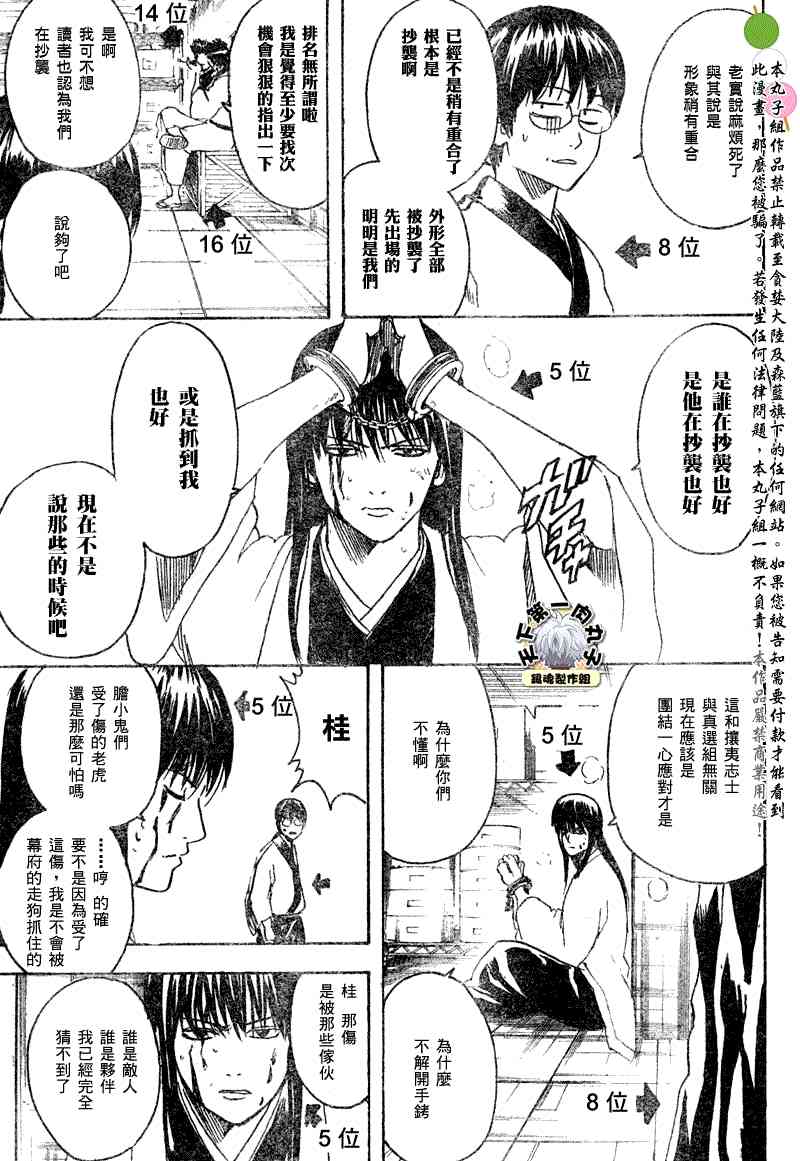 本丸子組作品禁止轉載至貪婪大陸及森藍旗下的任何網站。如果您被告知需要付款才能看到
此漫畫，那麼您被騙了。若發生任何法律問題，本丸子組一概不負責！本作品嚴禁商業用途！
老實說麻煩死了
與其說是
形象稍有重合
已經不是稍有重合了
根本是
抄襲啊
外形全部
被抄襲了
先出場的
明明是我們
8 位
排名無所謂啦
我是覺得至少要找次
機會狠狠的指出一下
14 位
是啊
我可不想
讀者也認為我們
在抄襲
16 位
說夠了吧
是誰在抄襲也好
是他在抄襲也好
5 位
ガチャ
或是抓到我
也好
現在不是
說那些的時候吧
天下第一肉丸子
銀魂製作組
這和攘夷志士
與真選組無關
現在應該是
團結一心應對才是
5 位
為什麼你們
不懂啊
為什麼
不解開手銬
8 位
桂
5 位
膽小鬼們
受了傷的老虎
還是那麼可怕嗎
……哼 的確
要不是因為受了
這傷，我是不會被
幕府的走狗抓住的
桂 那傷
是被那些傢伙
5 位
誰是敵人
誰是夥伴
我已經完全
猜不到了